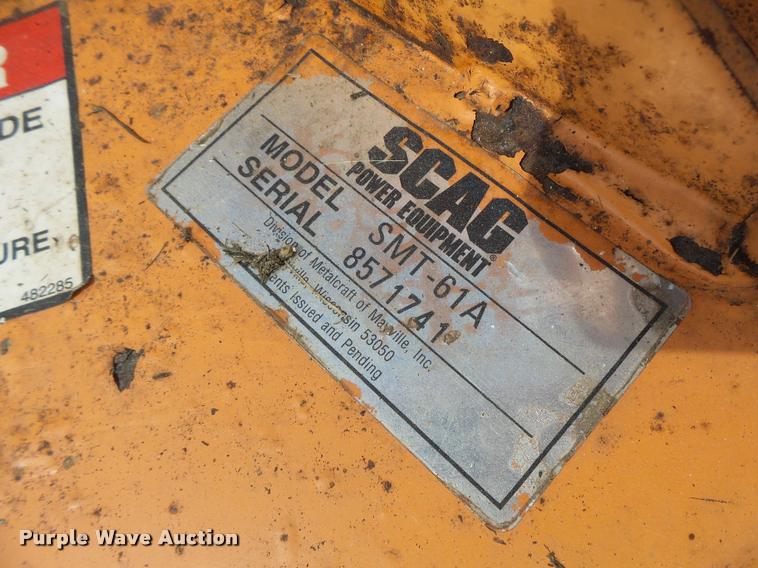 R
DE
URE
482285
SCAG
POWER EQUIPMENT®
MODEL SMT-61A
SERIAL 8571741
Division of Metalcraft of Mayville, Inc.
Wisconsin 53050
Issued and Pending
Purple Wave Auction